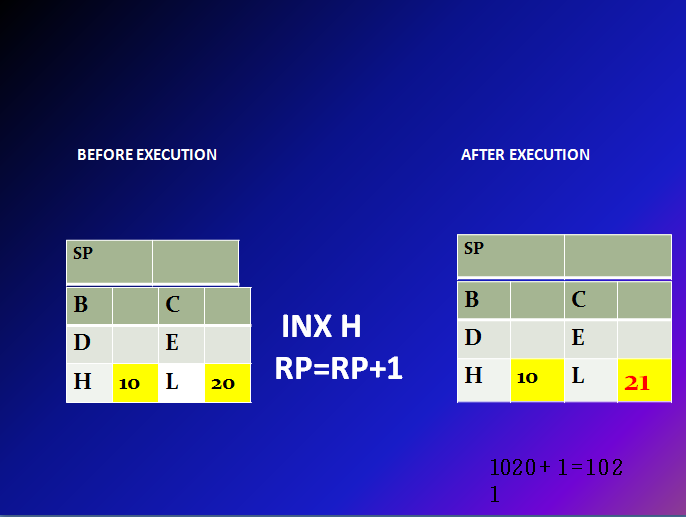 BEFORE EXECUTION
AFTER EXECUTION
SP
B C
D E
H 10 L 20
INX H
RP=RP+1
SP
B C
D E
H 10 L 21
1020+ 1=102
1